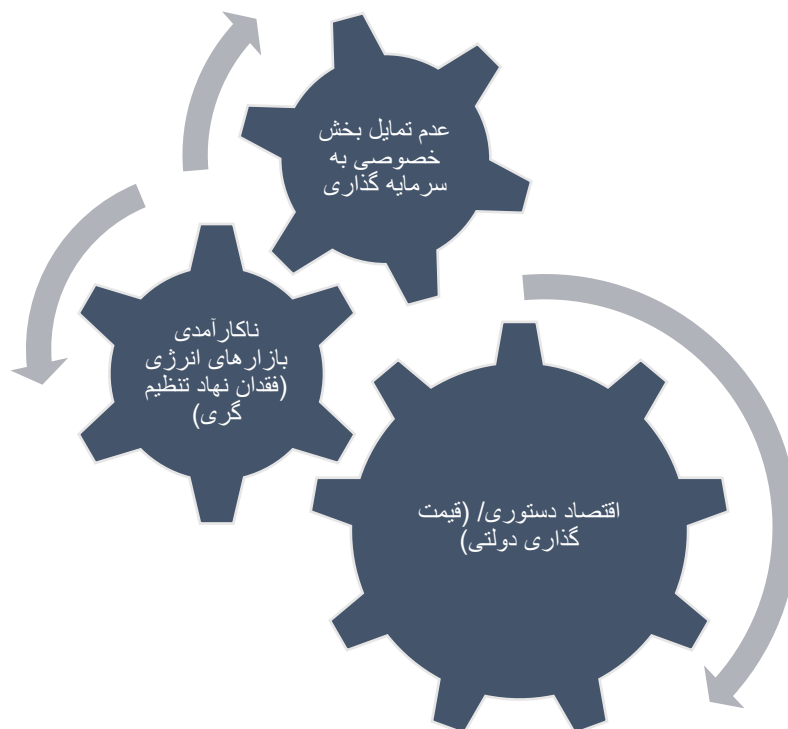 عدم تمایل بخش
خصوصی به
سرمایه گذاری
ناکارآمدی
بازارهای انرژی
(فقدان نهاد تنظیم
گری)
اقتصاد دستوری/ (قیمت
گذاری دولتی)